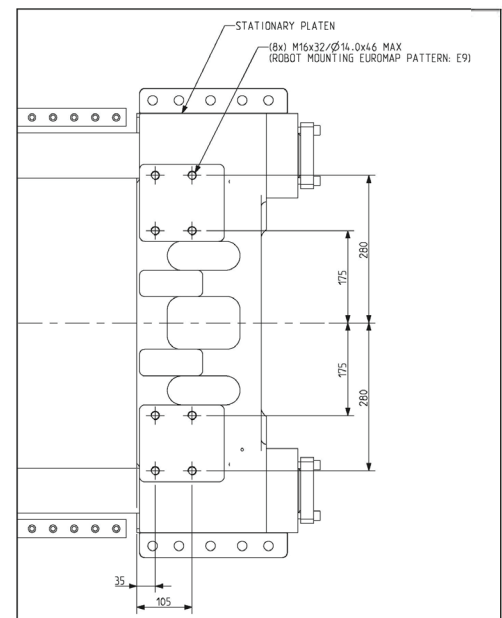 STATIONARY PLATEN
(8x) M16x32/Ø14.0x46 MAX
(ROBOT MOUNTING EUROMAP PATTERN: E9)
280
175
175
280
35
105